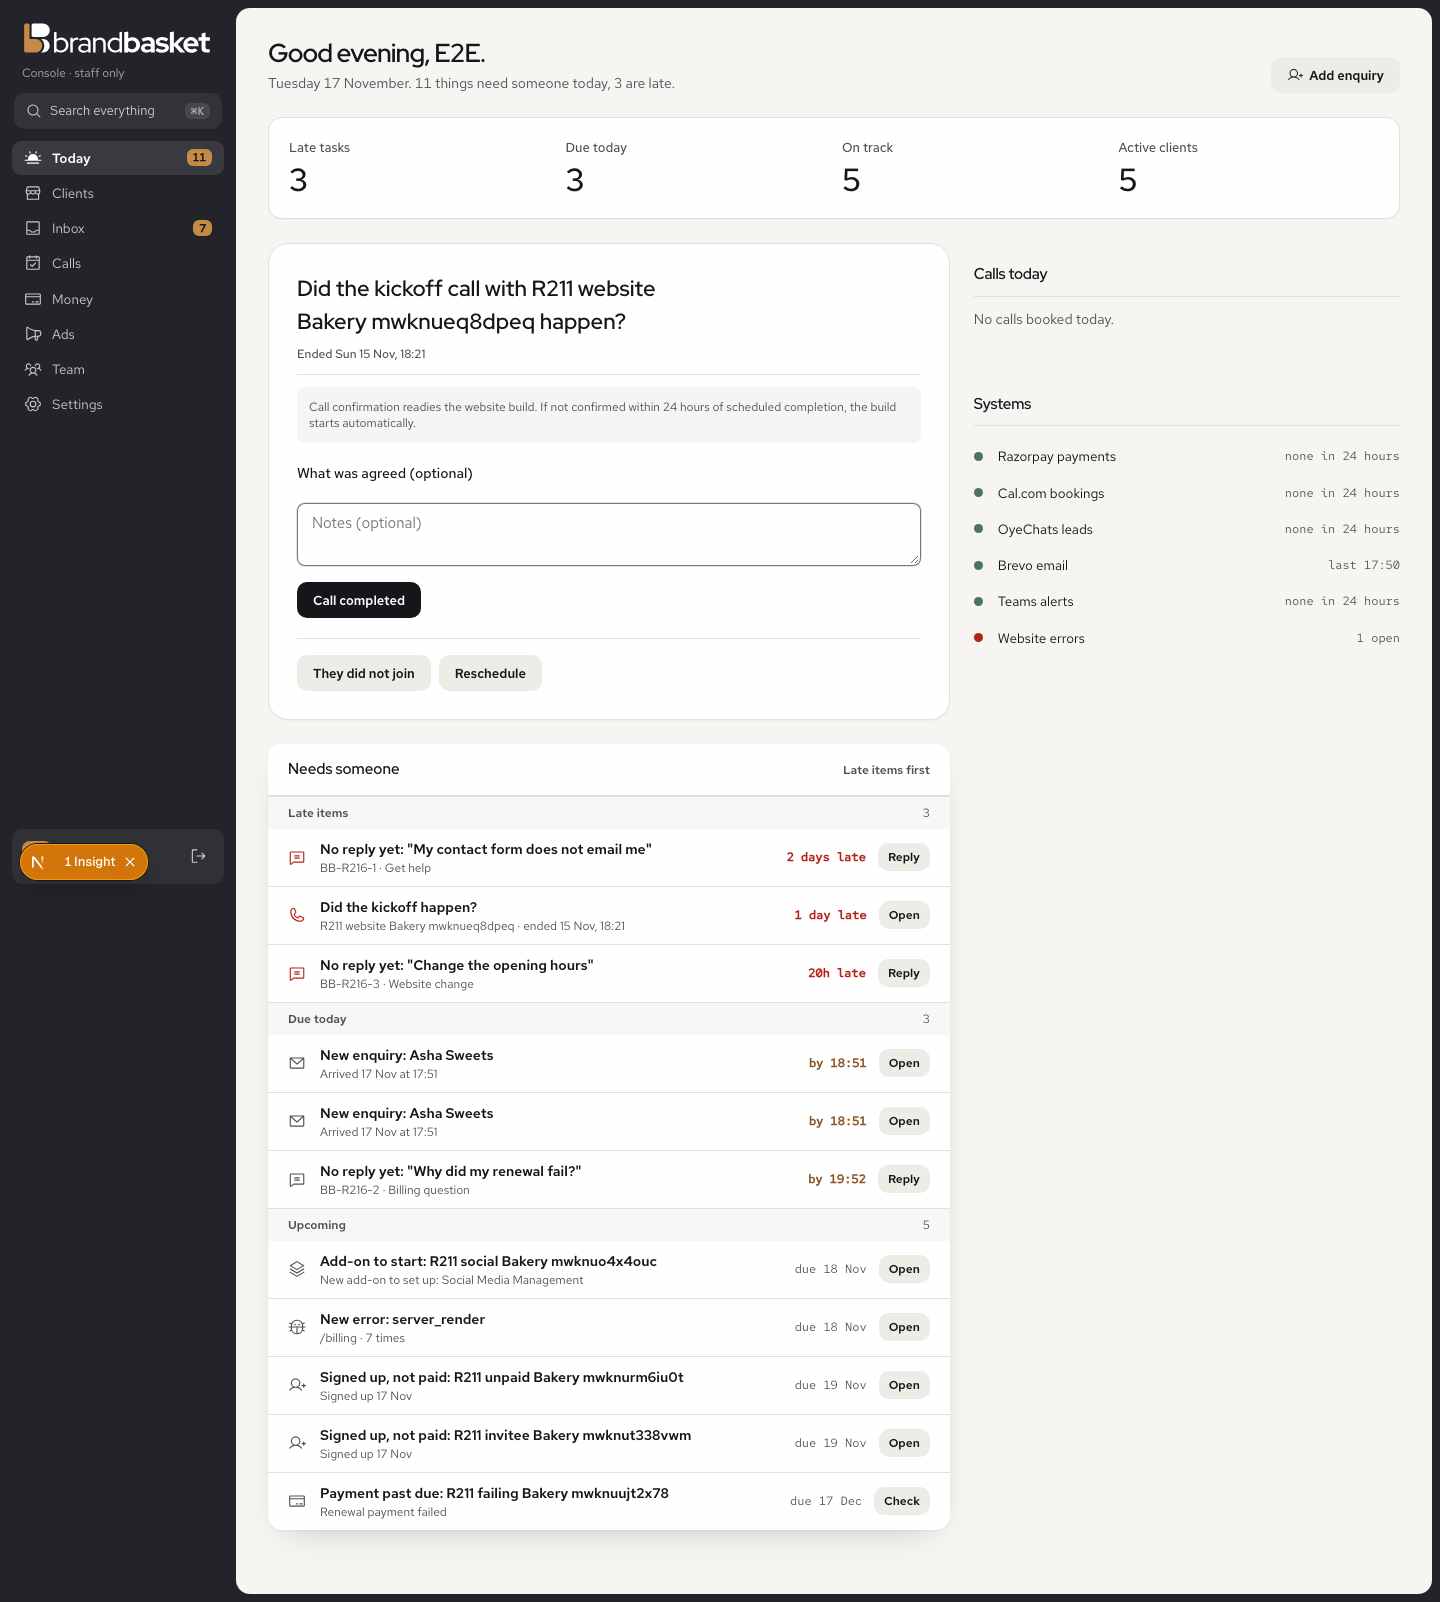 brandbasket
Console · staff only
Search everything ⌘K
Today 11
Clients
Inbox 7
Calls
Money
Ads
Team
Settings
1 Insight
Good evening, E2E.
Tuesday 17 November. 11 things need someone today, 3 are late.
Add enquiry
Late tasks
3
Due today
3
On track
5
Active clients
5
Did the kickoff call with R211 website
Bakery mwknueq8dpeq happen?
Ended Sun 15 Nov, 18:21
Call confirmation readies the website build. If not confirmed within 24 hours of scheduled completion, the build
starts automatically.
What was agreed (optional)
Notes (optional)
Call completed
They did not join
Reschedule
Calls today
No calls booked today.
Systems
Razorpay payments none in 24 hours
Cal.com bookings none in 24 hours
OyeChats leads none in 24 hours
Brevo email last 17:50
Teams alerts none in 24 hours
Website errors 1 open
Needs someone Late items first
Late items 3
No reply yet: "My contact form does not email me"
BB-R216-1 · Get help
2 days late Reply
Did the kickoff happen?
R211 website Bakery mwknueq8dpeq · ended 15 Nov, 18:21
1 day late Open
No reply yet: "Change the opening hours"
BB-R216-3 · Website change
20h late Reply
Due today 3
New enquiry: Asha Sweets
Arrived 17 Nov at 17:51
by 18:51 Open
New enquiry: Asha Sweets
Arrived 17 Nov at 17:51
by 18:51 Open
No reply yet: "Why did my renewal fail?"
BB-R216-2 · Billing question
by 19:52 Reply
Upcoming 5
Add-on to start: R211 social Bakery mwknuo4x4ouc
New add-on to set up: Social Media Management
due 18 Nov Open
New error: server_render
/billing · 7 times
due 18 Nov Open
Signed up, not paid: R211 unpaid Bakery mwknurm6iu0t
Signed up 17 Nov
due 19 Nov Open
Signed up, not paid: R211 invitee Bakery mwknut338vwm
Signed up 17 Nov
due 19 Nov Open
Payment past due: R211 failing Bakery mwknuujt2x78
Renewal payment failed
due 17 Dec Check